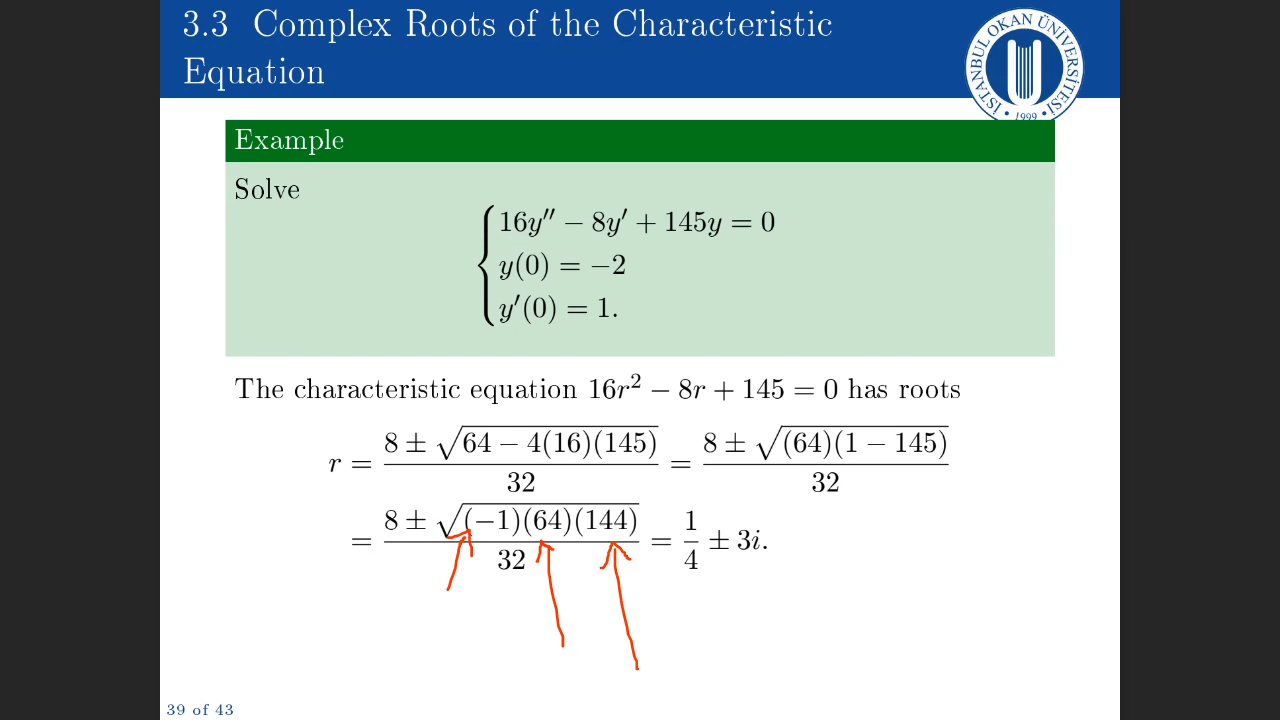 3.3 Complex Roots of the Characteristic
Equation
İSTANBUL OKAN ÜNİVERSİTESİ
• 1999 •
Example
Solve
16y″ − 8y′ + 145y = 0
y(0) = −2
y′(0) = 1.
The characteristic equation 16r² − 8r + 145 = 0 has roots
r = (8 ± √(64 − 4(16)(145)))/32 = (8 ± √((64)(1 − 145)))/32
= (8 ± √((−1)(64)(144)))/32 = 1/4 ± 3i.
39 of 43